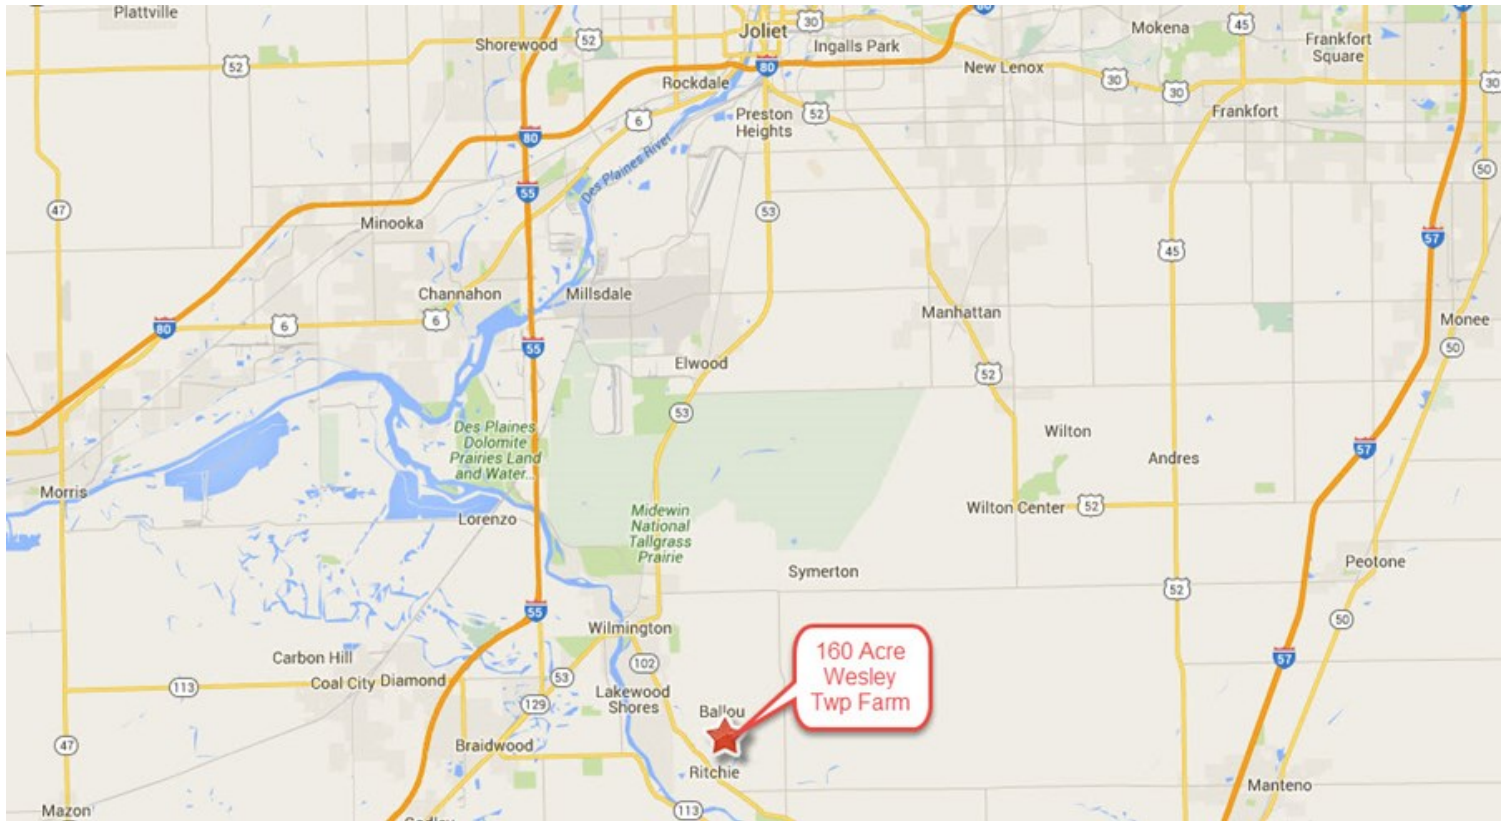 Plattville
80
Joliet
30
Shorewood
52
Ingalls Park
Mokena
45
Frankfort
Square
52
80
New Lenox
Rockdale
30
30
30
6
Preston
Heights
52
Frankfort
80
Des Plaines River
55
50
47
Minooka
53
45
57
Channahon
Millsdale
80
6
6
Manhattan
Monee
55
50
Elwood
52
53
Des Plaines
Dolomite
Prairies Land
and Water...
Wilton
57
Andres
Morris
Lorenzo
Midewin
National
Tallgrass
Prairie
Wilton Center
52
Symerton
Peotone
52
55
50
Wilmington
160 Acre
Wesley
Twp Farm
Carbon Hill
102
57
113
Coal City
Diamond
53
Lakewood
Shores
129
Ballou
47
Braidwood
Ritchie
Manteno
Mazon
113